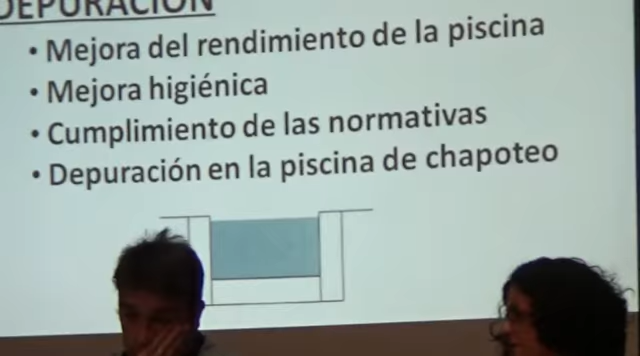 DEPURACIÓN
• Mejora del rendimiento de la piscina
• Mejora higiénica
• Cumplimiento de las normativas
• Depuración en la piscina de chapoteo